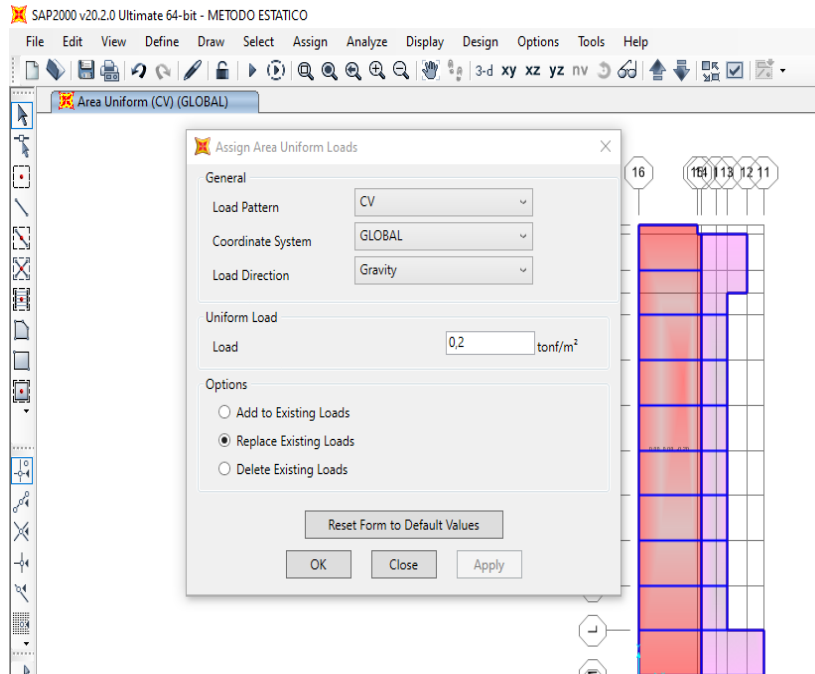 SAP2000 v20.2.0 Ultimate 64-bit - METODO ESTATICO
File Edit View Define Draw Select Assign Analyze Display Design Options Tools Help
3-d xy xz yz nv
Area Uniform (CV) (GLOBAL)
Assign Area Uniform Loads
General
Load Pattern CV
Coordinate System GLOBAL
Load Direction Gravity
Uniform Load
Load 0,2 tonf/m²
Options
Add to Existing Loads
Replace Existing Loads
Delete Existing Loads
Reset Form to Default Values
OK Close Apply
16 14 13 12 11
L